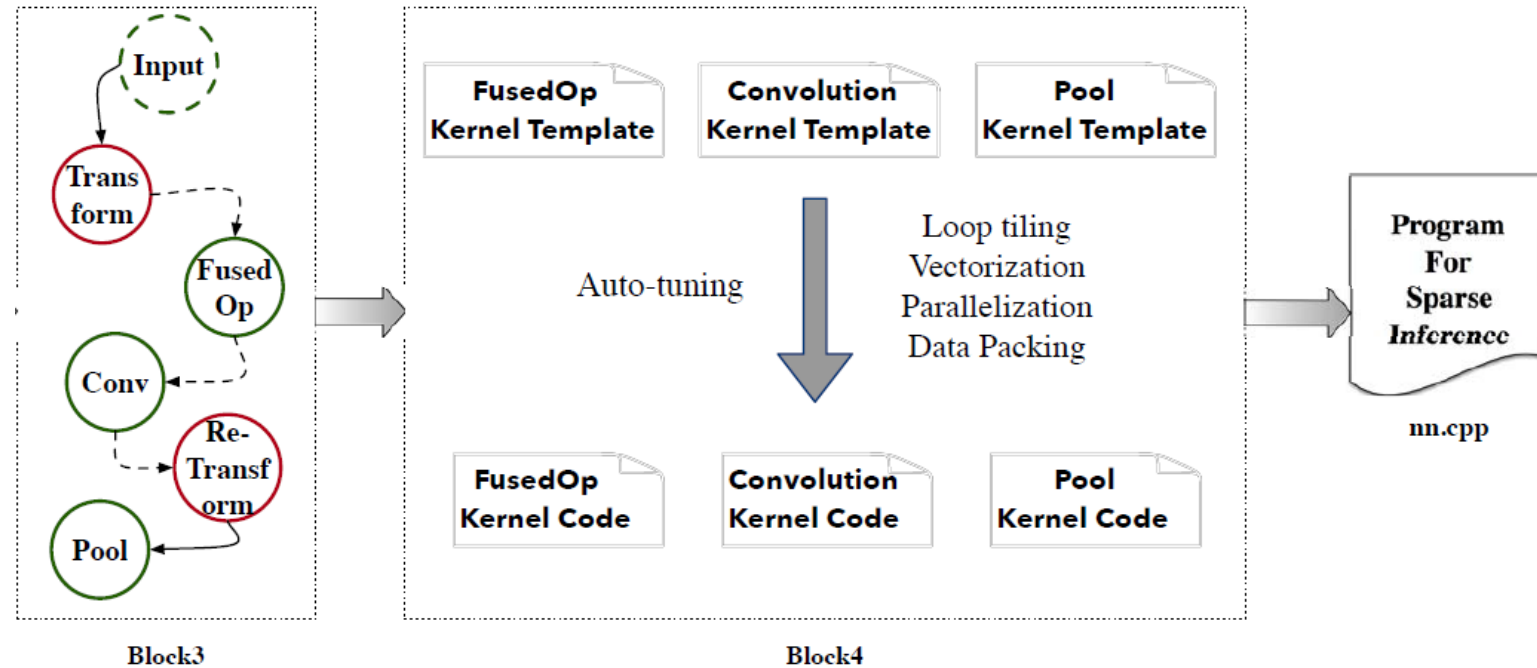 Input
Trans
form
Fused
Op
Conv
Re-
Transf
orm
Pool
Block3
FusedOp
Kernel Template
Convolution
Kernel Template
Pool
Kernel Template
Auto-tuning
Loop tiling
Vectorization
Parallelization
Data Packing
FusedOp
Kernel Code
Convolution
Kernel Code
Pool
Kernel Code
Block4
Program
For
Sparse
Inference
nn.cpp